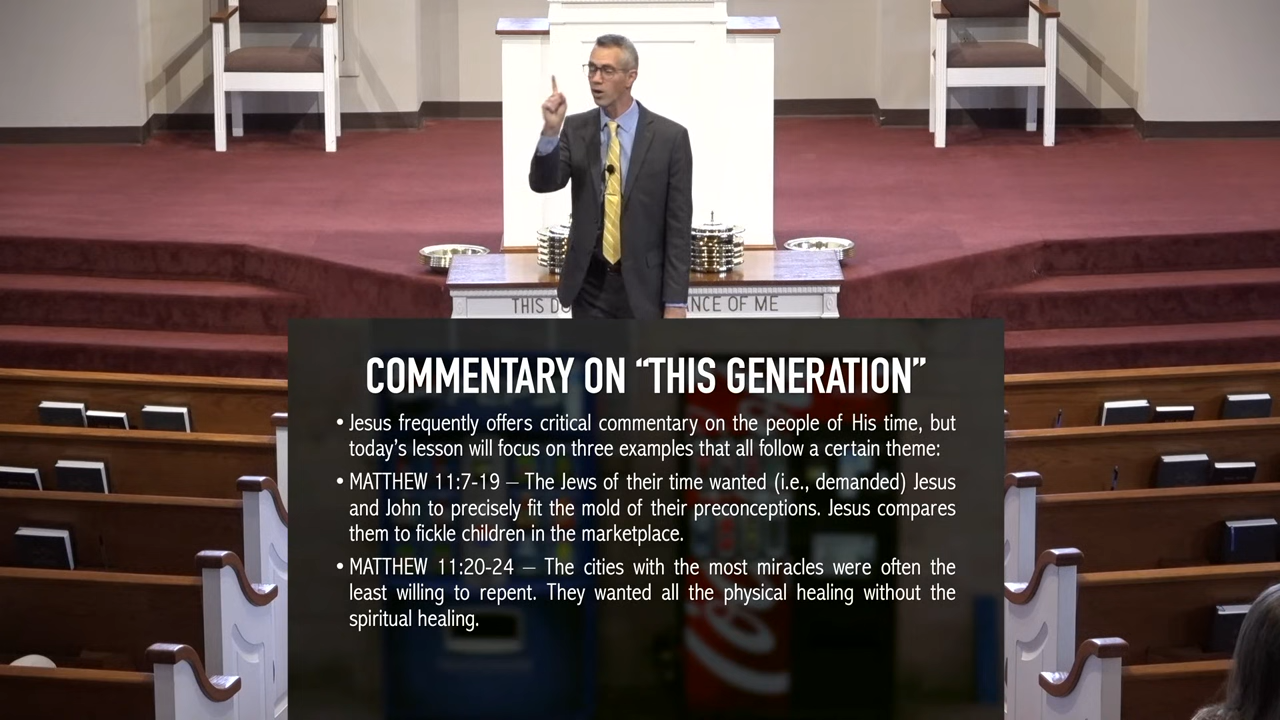 THIS DO
NCE OF ME
COMMENTARY ON “THIS GENERATION”
• Jesus frequently offers critical commentary on the people of His time, but
today’s lesson will focus on three examples that all follow a certain theme:
• MATTHEW 11:7-19 – The Jews of their time wanted (i.e., demanded) Jesus
and John to precisely fit the mold of their preconceptions. Jesus compares
them to fickle children in the marketplace.
• MATTHEW 11:20-24 – The cities with the most miracles were often the
least willing to repent. They wanted all the physical healing without the
spiritual healing.
Coca-Cola